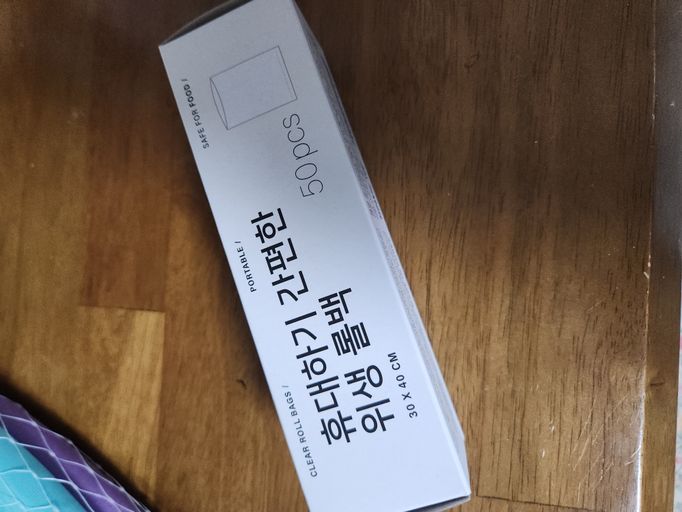 CLEAR ROLL BAGS /
PORTABLE /
SAFE FOR FOOD /
휴대하기 간편한
위생 롤백
30 X 40 CM
50pcs